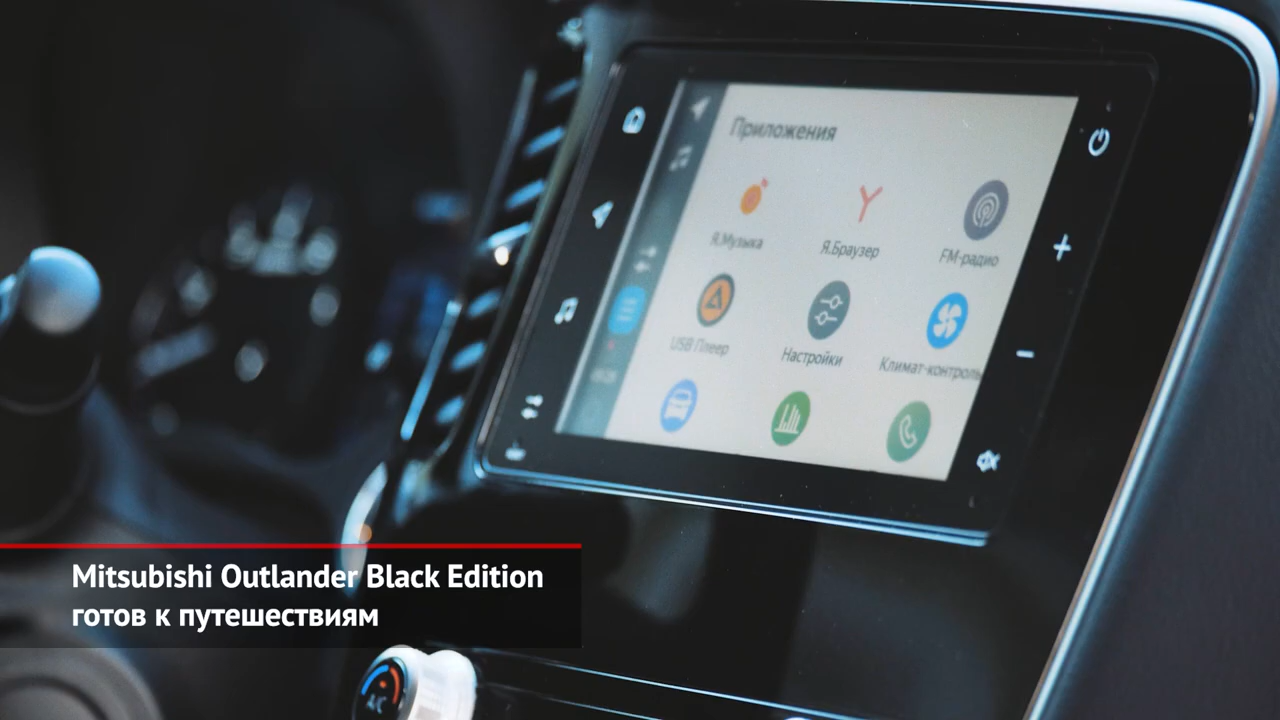 Приложения
Я.Музыка
Я.Браузер
FM-радио
USB Плеер
Настройки
Климат-контроль
Mitsubishi Outlander Black Edition
готов к путешествиям
A/C